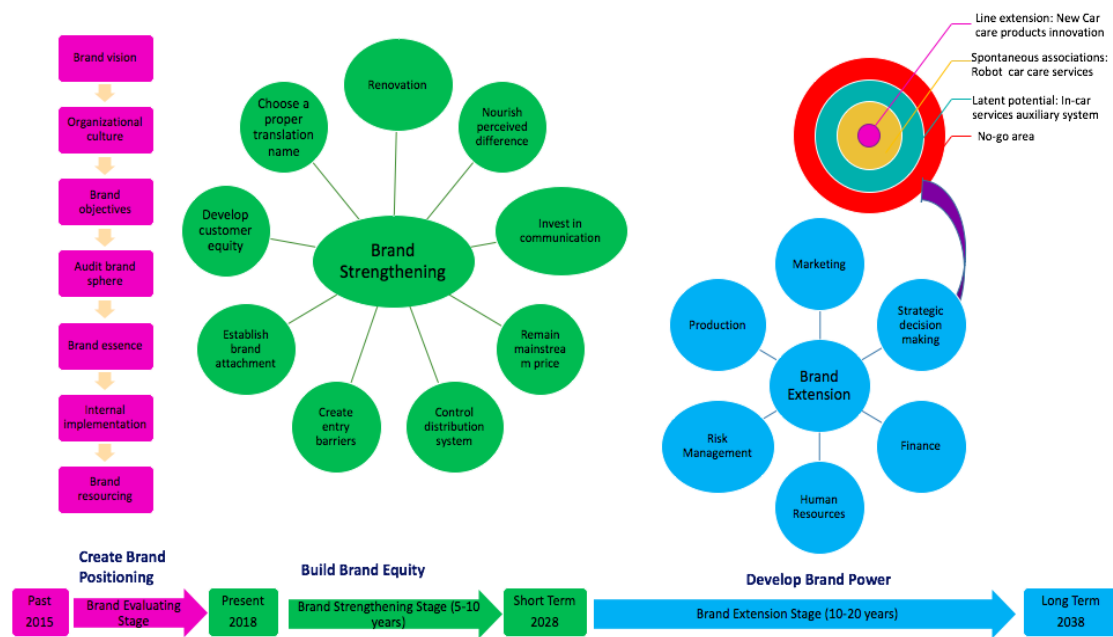 Brand vision
Organizational
culture
Brand
objectives
Audit brand
sphere
Brand essence
Internal
implementation
Brand
resourcing
Renovation
Choose a
proper
translation
name
Nourish
perceived
difference
Develop
customer
equity
Brand
Strengthening
Invest in
communication
Establish
brand
attachment
Remain
mainstrea
m price
Create
entry
barriers
Control
distribution
system
Line extension: New Car
care products innovation
Spontaneous associations:
Robot car care services
Latent potential: In-car
services auxiliary system
No-go area
Marketing
Production
Strategic
decision
making
Brand
Extension
Risk
Management
Finance
Human
Resources
Create Brand
Positioning
Build Brand Equity
Develop Brand Power
Past
2015
Brand Evaluating
Stage
Present
2018
Brand Strengthening Stage (5-10
years)
Short Term
2028
Brand Extension Stage (10-20 years)
Long Term
2038